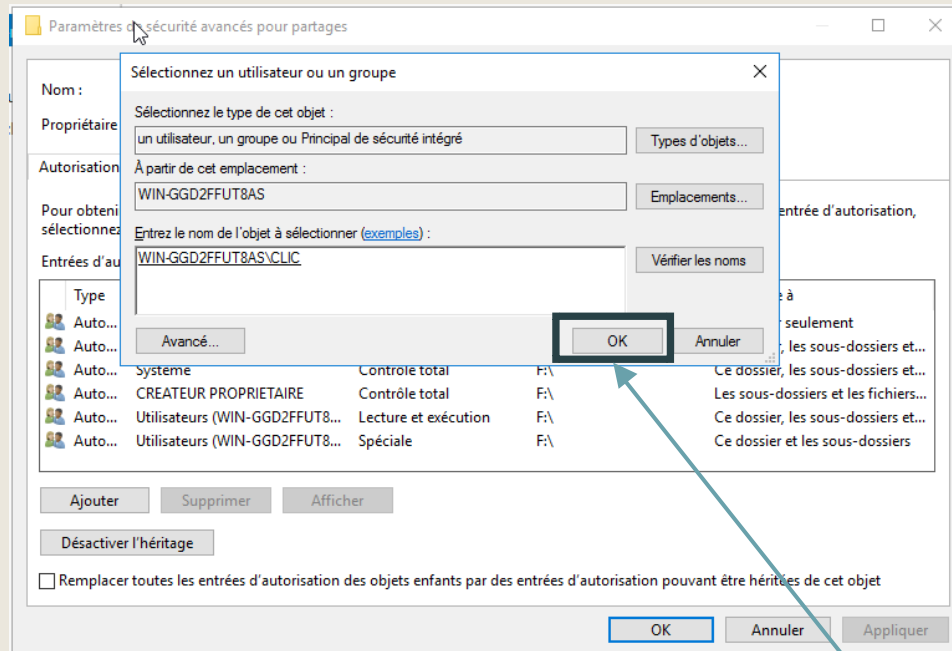 Paramètres de sécurité avancés pour partages
Sélectionnez un utilisateur ou un groupe
Nom :
Sélectionnez le type de cet objet :
Propriétaire
un utilisateur, un groupe ou Principal de sécurité intégré
Types d'objets...
Autorisation
À partir de cet emplacement :
WIN-GGD2FFUT8AS
Emplacements...
Pour obteni
entrée d'autorisation,
sélectionnez
Entrez le nom de l'objet à sélectionner (exemples) :
Entrées d'au
WIN-GGD2FFUT8AS\CLIC
Vérifier les noms
Type
à
Auto... seulement
Avancé...
OK
Annuler
Auto... , les sous-dossiers et...
Auto... Système Contrôle total F:\ Ce dossier, les sous-dossiers et...
Auto... CREATEUR PROPRIETAIRE Contrôle total F:\ Les sous-dossiers et les fichiers...
Auto... Utilisateurs (WIN-GGD2FFUT8... Lecture et exécution F:\ Ce dossier, les sous-dossiers et...
Auto... Utilisateurs (WIN-GGD2FFUT8... Spéciale F:\ Ce dossier et les sous-dossiers
Ajouter
Supprimer
Afficher
Désactiver l'héritage
Remplacer toutes les entrées d'autorisation des objets enfants par des entrées d'autorisation pouvant être héritées de cet objet
OK
Annuler
Appliquer